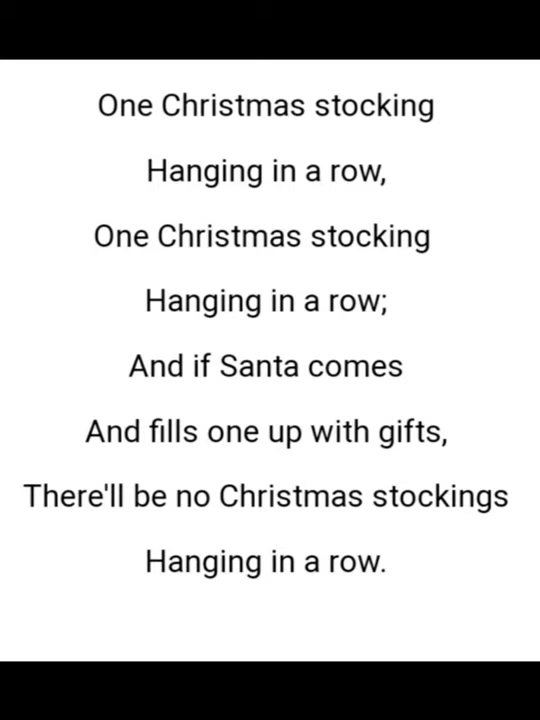 One Christmas stocking
Hanging in a row,
One Christmas stocking
Hanging in a row;
And if Santa comes
And fills one up with gifts,
There'll be no Christmas stockings
Hanging in a row.